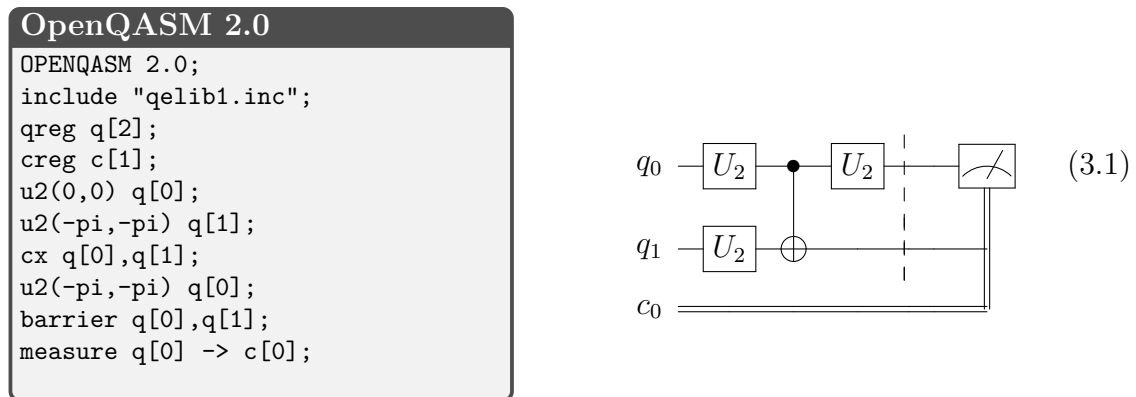 OpenQASM 2.0
OPENQASM 2.0;
include "qelib1.inc";
qreg q[2];
creg c[1];
u2(0,0) q[0];
u2(-pi,-pi) q[1];
cx q[0],q[1];
u2(-pi,-pi) q[0];
barrier q[0],q[1];
measure q[0] -> c[0];
q₀ U₂ U₂ (3.1)
q₁ U₂
c₀